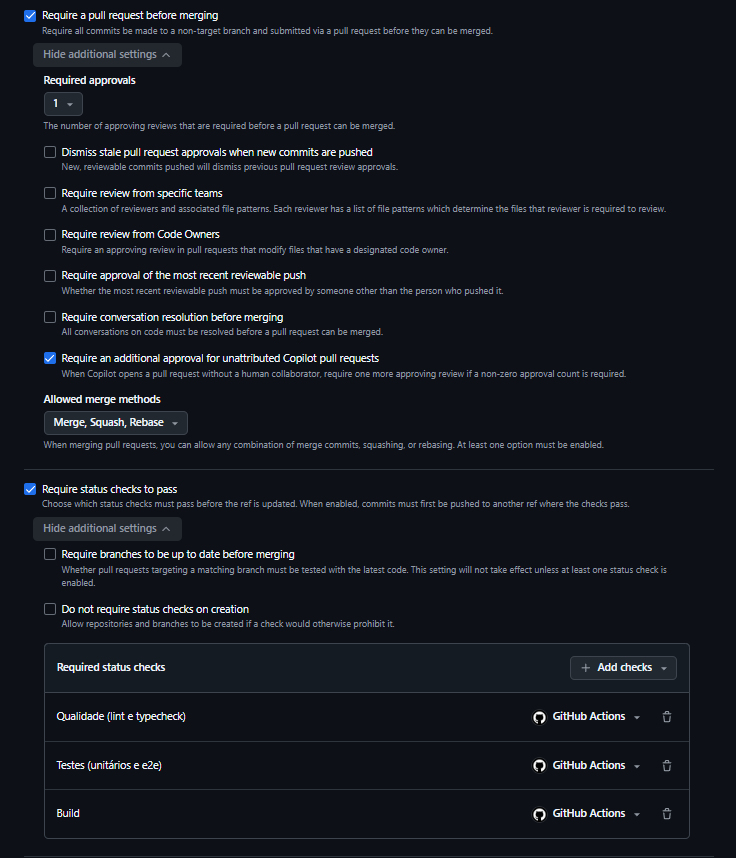 Require a pull request before merging
Require all commits be made to a non-target branch and submitted via a pull request before they can be merged.
Hide additional settings
Required approvals
1
The number of approving reviews that are required before a pull request can be merged.
Dismiss stale pull request approvals when new commits are pushed
New, reviewable commits pushed will dismiss previous pull request review approvals.
Require review from specific teams
A collection of reviewers and associated file patterns. Each reviewer has a list of file patterns which determine the files that reviewer is required to review.
Require review from Code Owners
Require an approving review in pull requests that modify files that have a designated code owner.
Require approval of the most recent reviewable push
Whether the most recent reviewable push must be approved by someone other than the person who pushed it.
Require conversation resolution before merging
All conversations on code must be resolved before a pull request can be merged.
Require an additional approval for unattributed Copilot pull requests
When Copilot opens a pull request without a human collaborator, require one more approving review if a non-zero approval count is required.
Allowed merge methods
Merge, Squash, Rebase
When merging pull requests, you can allow any combination of merge commits, squashing, or rebasing. At least one option must be enabled.
Require status checks to pass
Choose which status checks must pass before the ref is updated. When enabled, commits must first be pushed to another ref where the checks pass.
Hide additional settings
Require branches to be up to date before merging
Whether pull requests targeting a matching branch must be tested with the latest code. This setting will not take effect unless at least one status check is
enabled.
Do not require status checks on creation
Allow repositories and branches to be created if a check would otherwise prohibit it.
Required status checks
Add checks
Qualidade (lint e typecheck)
GitHub Actions
Testes (unitários e e2e)
GitHub Actions
Build
GitHub Actions